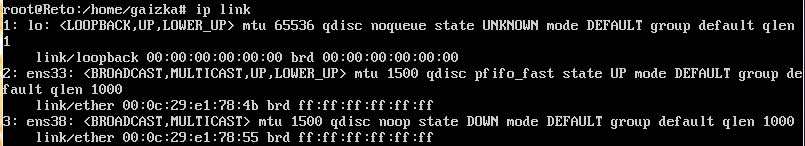 root@Reto:/home/gaizka# ip link
1: lo: <LOOPBACK,UP,LOWER_UP> mtu 65536 qdisc noqueue state UNKNOWN mode DEFAULT group default qlen
1
    link/loopback 00:00:00:00:00:00 brd 00:00:00:00:00:00
2: ens33: <BROADCAST,MULTICAST,UP,LOWER_UP> mtu 1500 qdisc pfifo_fast state UP mode DEFAULT group de
fault qlen 1000
    link/ether 00:0c:29:e1:78:4b brd ff:ff:ff:ff:ff:ff
3: ens38: <BROADCAST,MULTICAST> mtu 1500 qdisc noop state DOWN mode DEFAULT group default qlen 1000
    link/ether 00:0c:29:e1:78:55 brd ff:ff:ff:ff:ff:ff